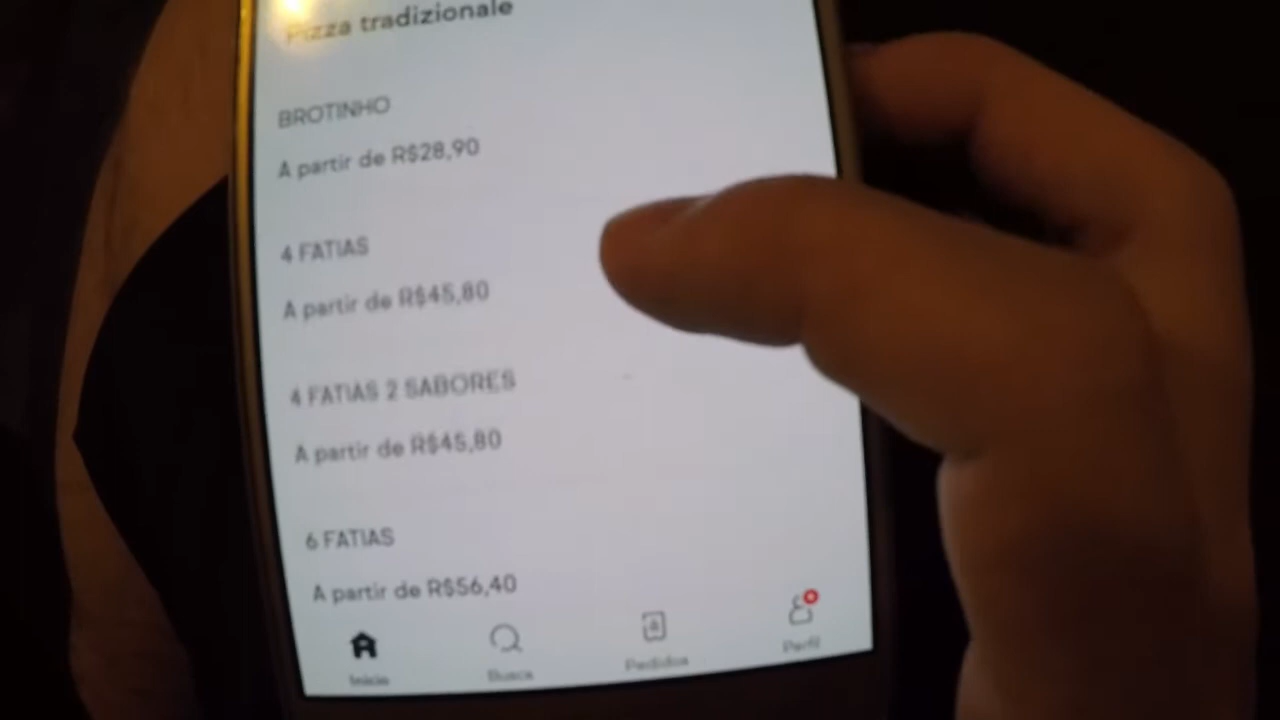 Pizza tradizionale
BROTINHO
A partir de R$28,90
4 FATIAS
A partir de R$45,80
4 FATIAS 2 SABORES
A partir de R$45,80
6 FATIAS
A partir de R$56,40
Início
Busca
Pedidos
Perfil